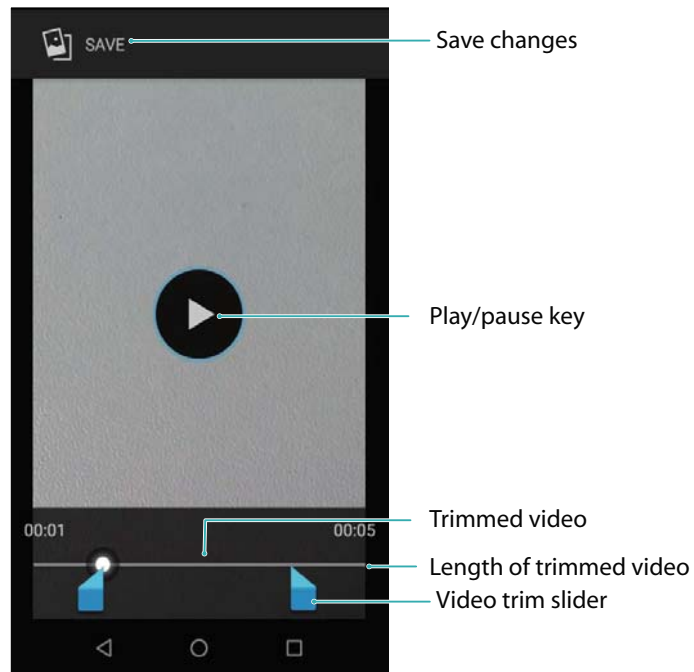 SAVE
Save changes
Play/pause key
00:01
00:05
Trimmed video
Length of trimmed video
Video trim slider